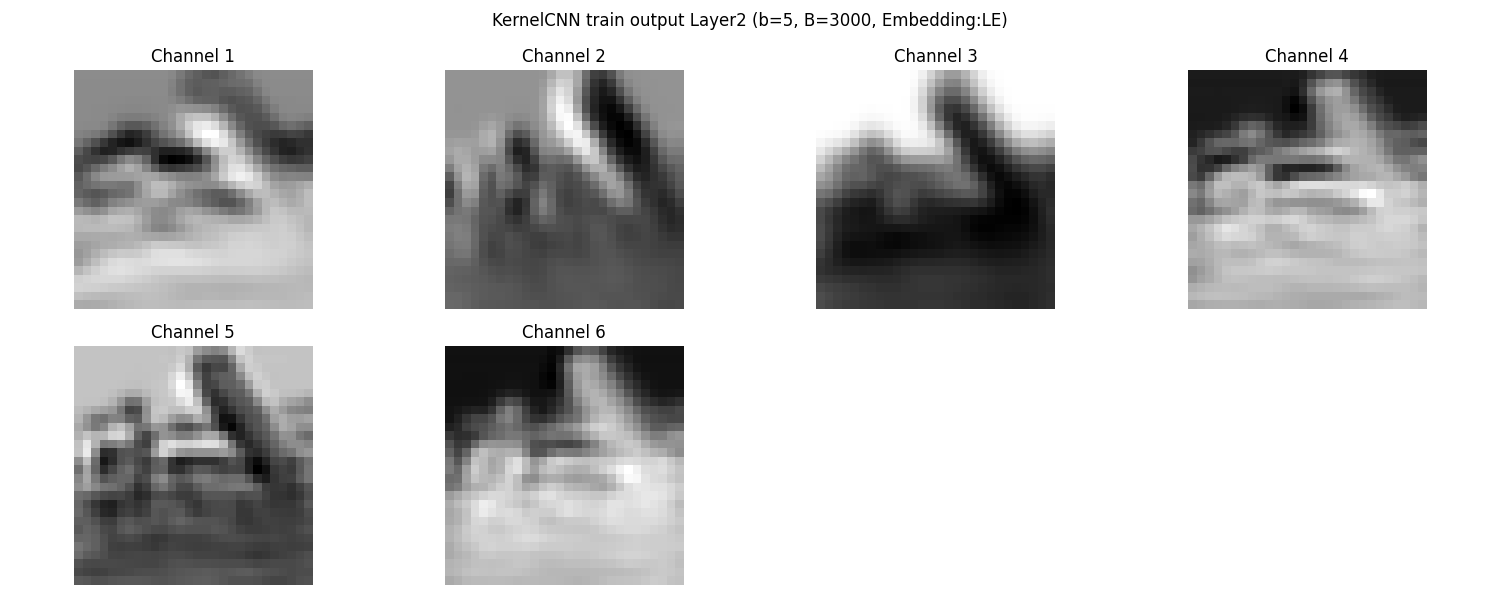 KernelCNN train output Layer2 (b=5, B=3000, Embedding:LE)
Channel 1
Channel 2
Channel 3
Channel 4
Channel 5
Channel 6